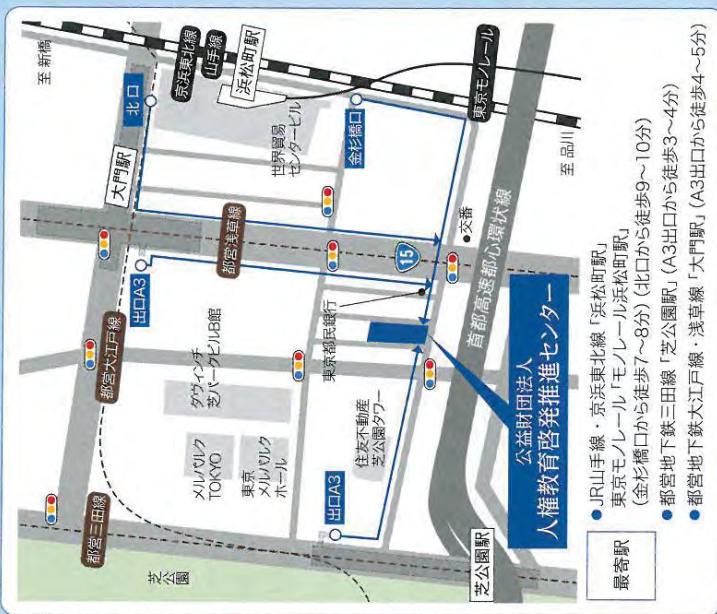 至 新橋
京浜東北線
山手線
浜松町駅
北口
大門駅
世界貿易
センタービル
金杉橋口
東京モノレール
至 品川
都営浅草線
15
交番
出口A3
都営大江戸線
ダヴィンチ
芝パークビルB館
東京都民銀行
首都高速都心環状線
メルパルク
TOKYO
東京
メルパルク
ホール
住友不動産
芝公園タワー
公益財団法人
人権教育啓発推進センター
都営三田線
出口A3
芝公園
芝公園駅
最寄駅
● JR山手線・京浜東北線「浜松町駅」
東京モノレール「モノレール浜松町駅」
(金杉橋口から徒歩7～8分) (北口から徒歩9～10分)
● 都営地下鉄三田線「芝公園駅」(A3出口から徒歩3～4分)
● 都営地下鉄大江戸線・浅草線「大門駅」(A3出口から徒歩4～5分)